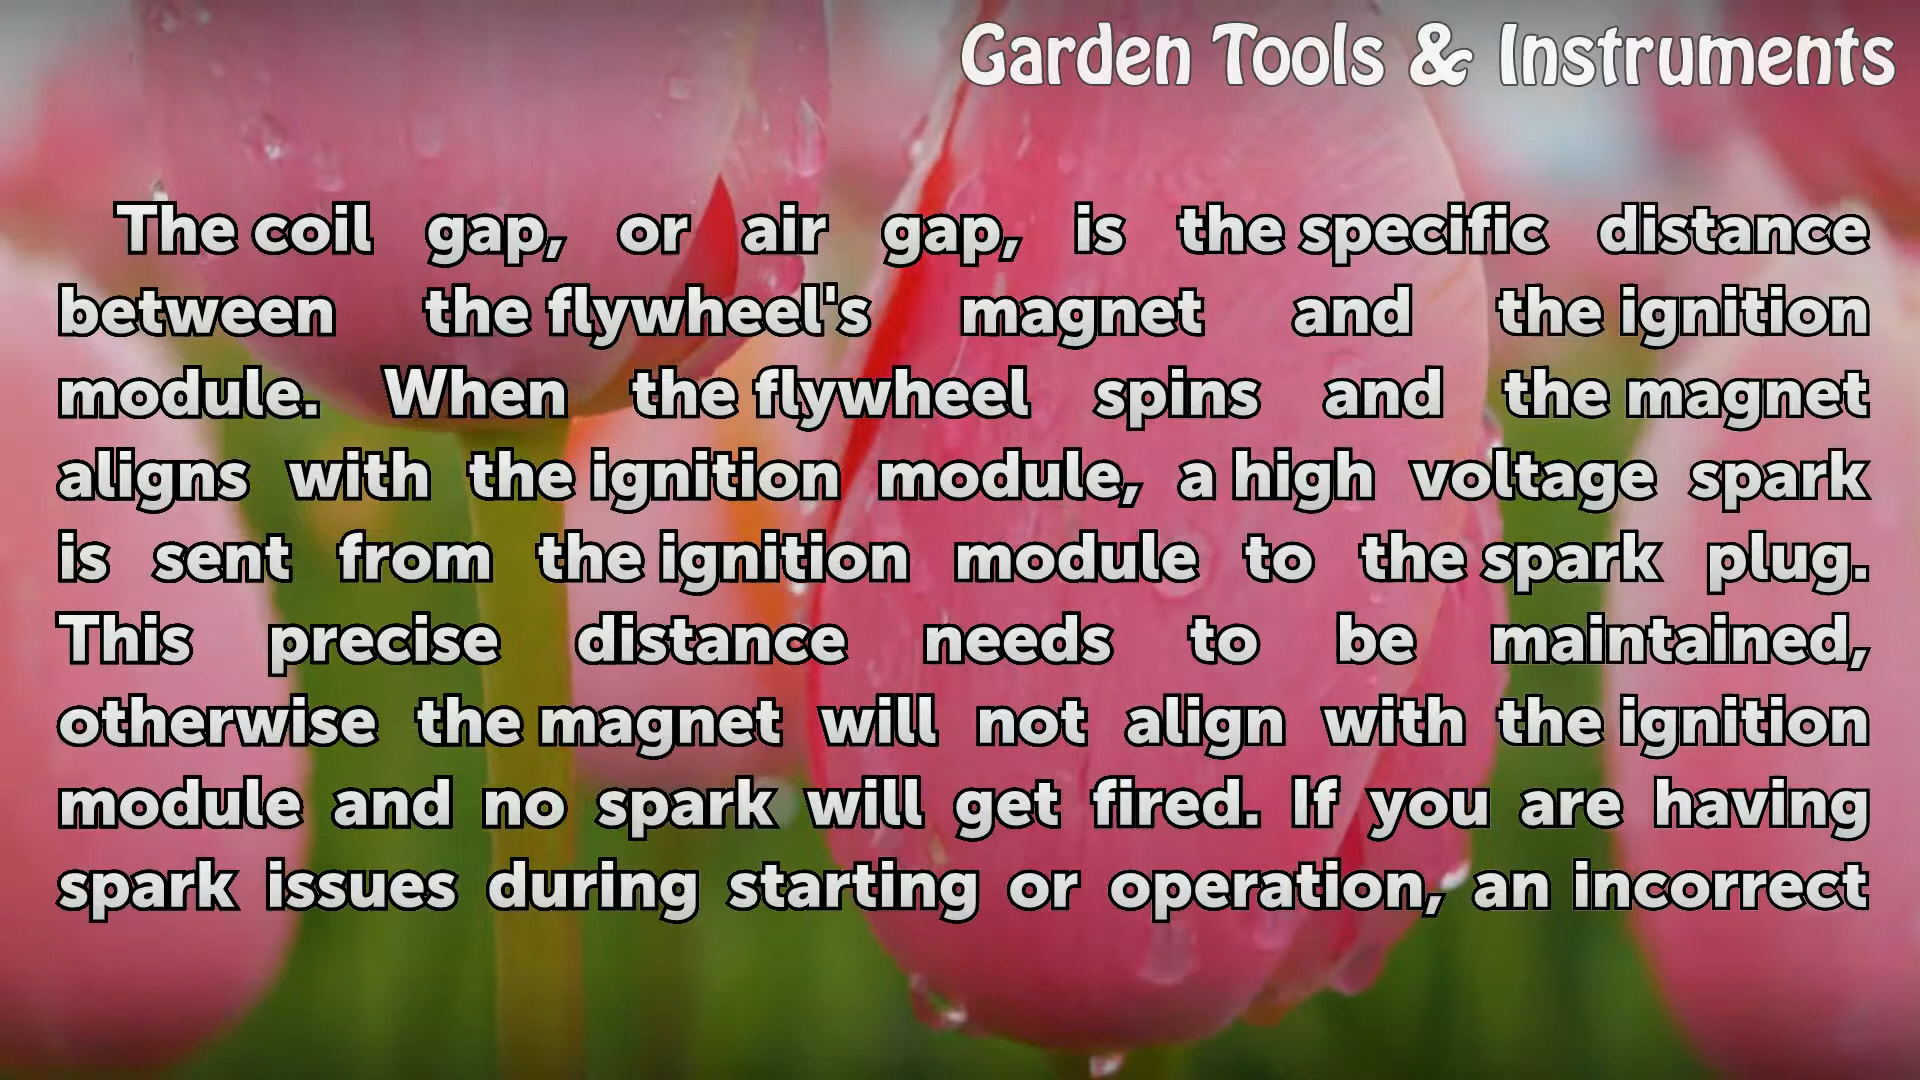 Garden Tools & Instruments
The coil gap, or air gap, is the specific distance
between the flywheel's magnet and the ignition
module. When the flywheel spins and the magnet
aligns with the ignition module, a high voltage spark
is sent from the ignition module to the spark plug.
This precise distance needs to be maintained,
otherwise the magnet will not align with the ignition
module and no spark will get fired. If you are having
spark issues during starting or operation, an incorrect